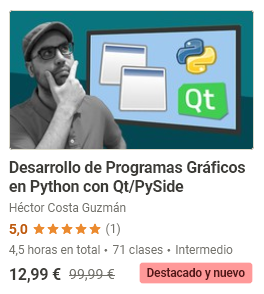 Qt
Desarrollo de Programas Gráficos
en Python con Qt/PySide
Héctor Costa Guzmán
5,0 (1)
4,5 horas en total • 71 clases • Intermedio
12,99 € 99,99 € Destacado y nuevo